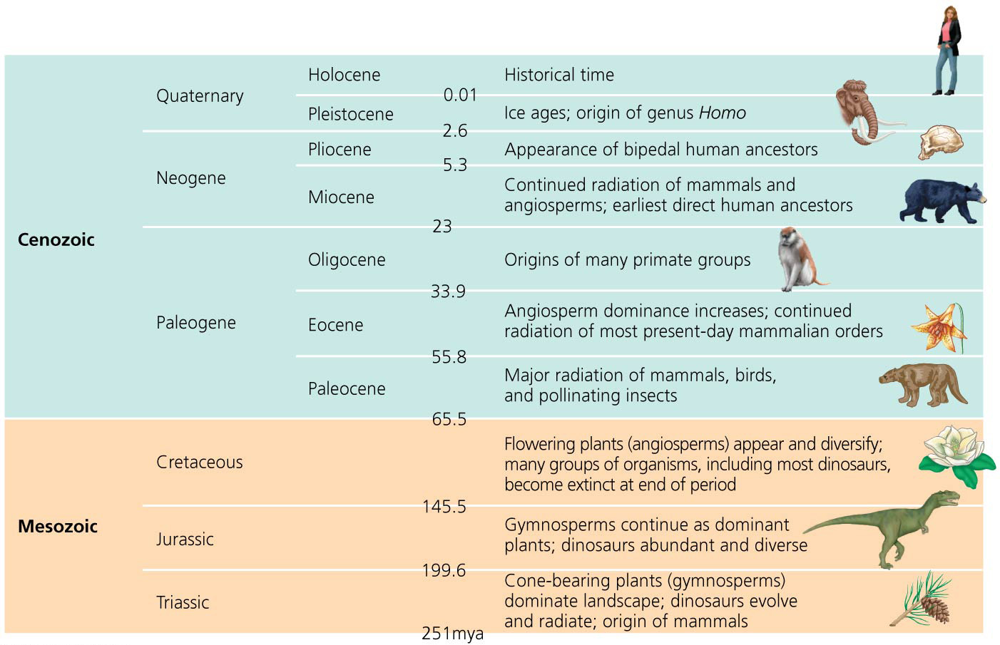 Holocene
Historical time
Quaternary
0.01
Pleistocene
Ice ages; origin of genus Homo
2.6
Pliocene
Appearance of bipedal human ancestors
5.3
Neogene
Miocene
Continued radiation of mammals and
angiosperms; earliest direct human ancestors
23
Cenozoic
Oligocene
Origins of many primate groups
33.9
Paleogene
Eocene
Angiosperm dominance increases; continued
radiation of most present-day mammalian orders
55.8
Paleocene
Major radiation of mammals, birds,
and pollinating insects
65.5
Cretaceous
Flowering plants (angiosperms) appear and diversify;
many groups of organisms, including most dinosaurs,
become extinct at end of period
145.5
Mesozoic
Jurassic
Gymnosperms continue as dominant
plants; dinosaurs abundant and diverse
199.6
Triassic
Cone-bearing plants (gymnosperms)
dominate landscape; dinosaurs evolve
and radiate; origin of mammals
251mya